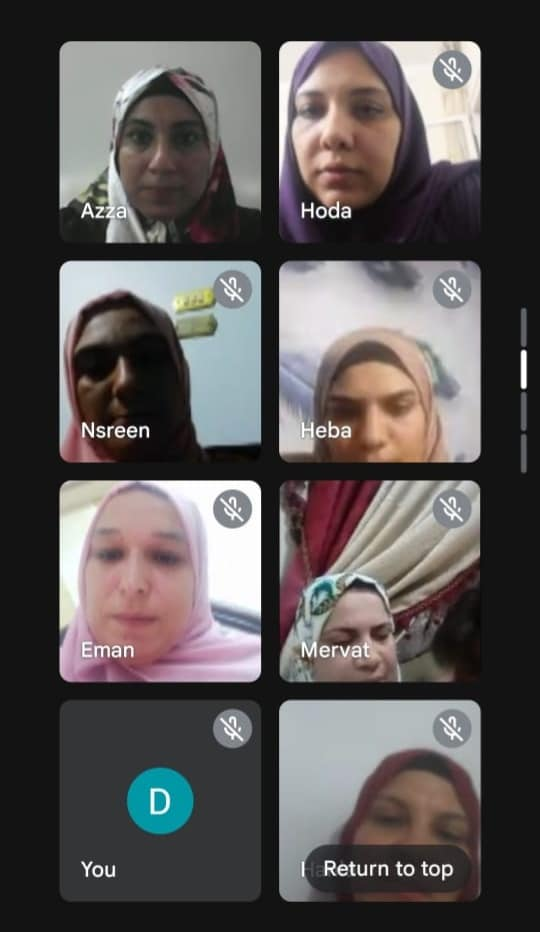 Azza
Hoda
Nsreen
Heba
Eman
Mervat
D
You
Return to top